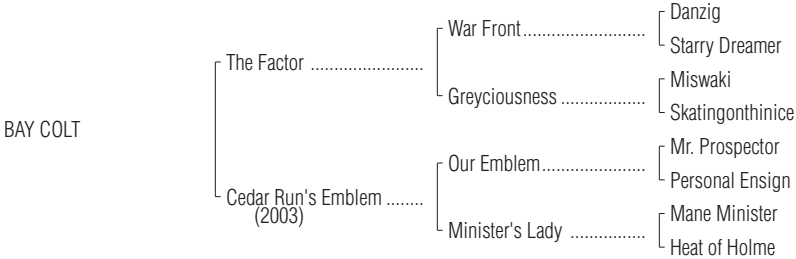 Danzig
War Front.........................
Starry Dreamer
The Factor .......................
Miswaki
Greyciousness .................
Skatingonthinice
BAY COLT
Mr. Prospector
Our Emblem.....................
Personal Ensign
Cedar Run's Emblem ........
(2003)
Mane Minister
Minister's Lady ...............
Heat of Holme